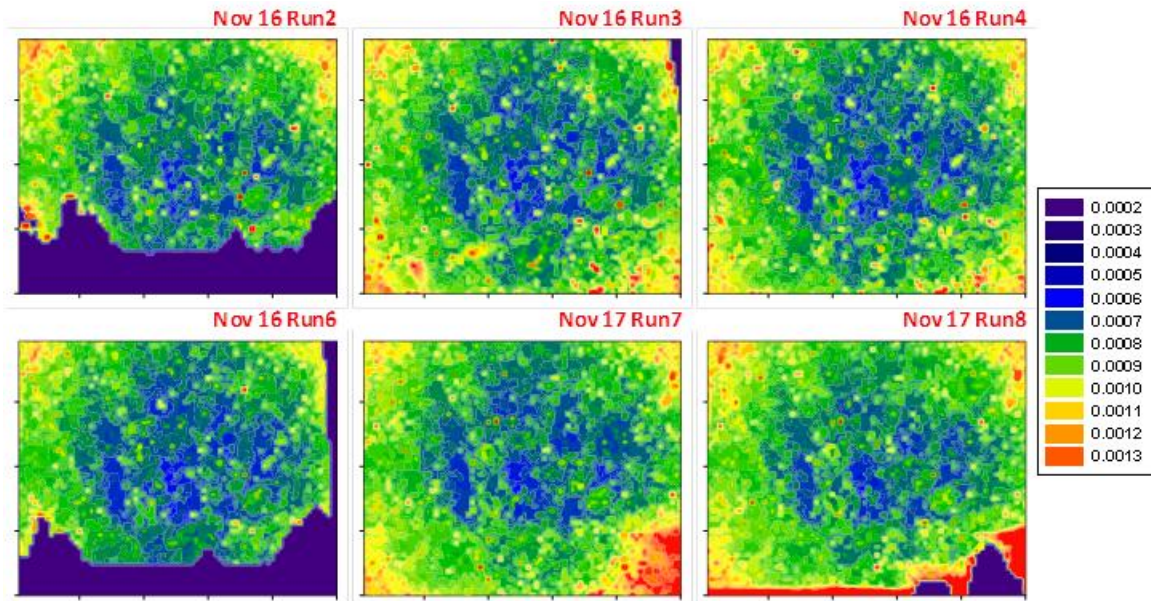 Nov 16 Run2
Nov 16 Run3
Nov 16 Run4
Nov 16 Run6
Nov 17 Run7
Nov 17 Run8
0.0002
0.0003
0.0004
0.0005
0.0006
0.0007
0.0008
0.0009
0.0010
0.0011
0.0012
0.0013